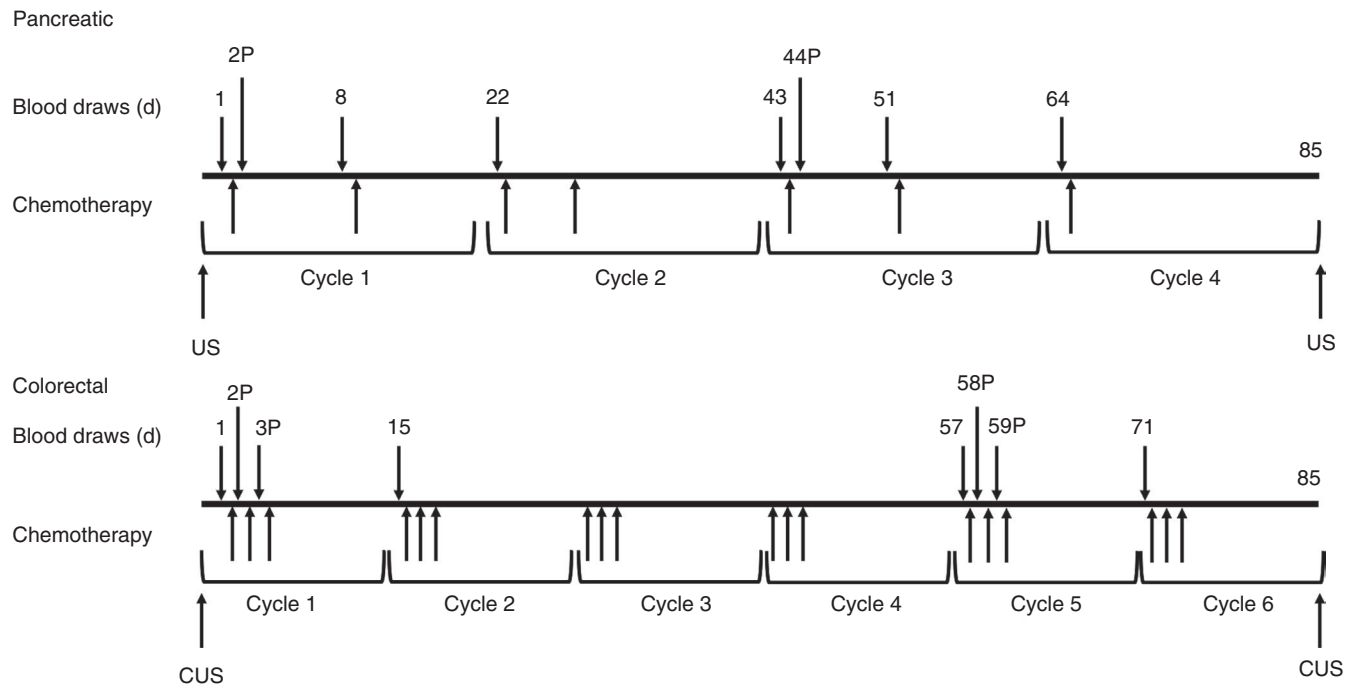 Pancreatic
2P 44P
Blood draws (d) 1 8 22 43 51 64
85
Chemotherapy
Cycle 1 Cycle 2 Cycle 3 Cycle 4
US US
Colorectal
2P 58P
Blood draws (d) 1 3P 15 57 59P 71
85
Chemotherapy
Cycle 1 Cycle 2 Cycle 3 Cycle 4 Cycle 5 Cycle 6
CUS CUS